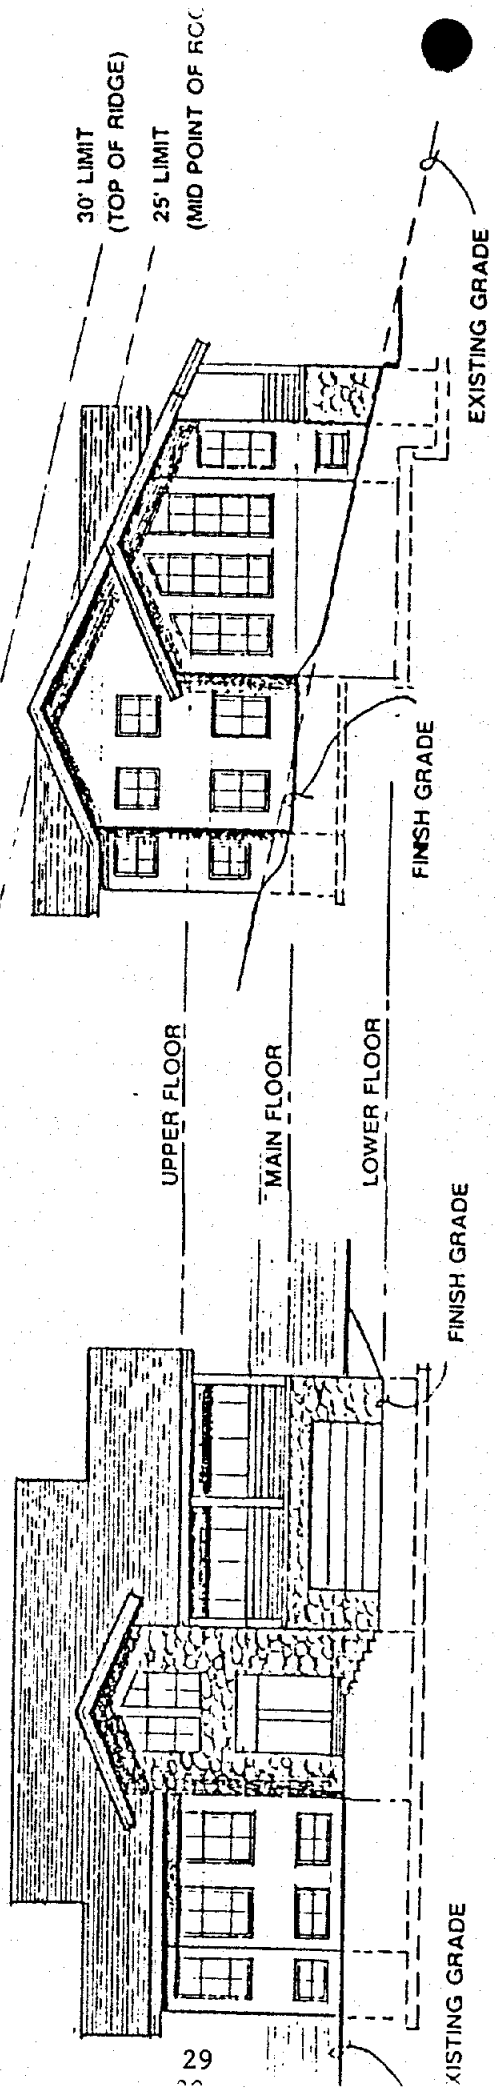 30' LIMIT
(TOP OF RIDGE)
25' LIMIT
(MID POINT OF
EXISTING GRADE
FINISH GRADE
UPPER FLOOR
MAIN FLOOR
LOWER FLOOR
FINISH GRADE
XISTING GRADE
29